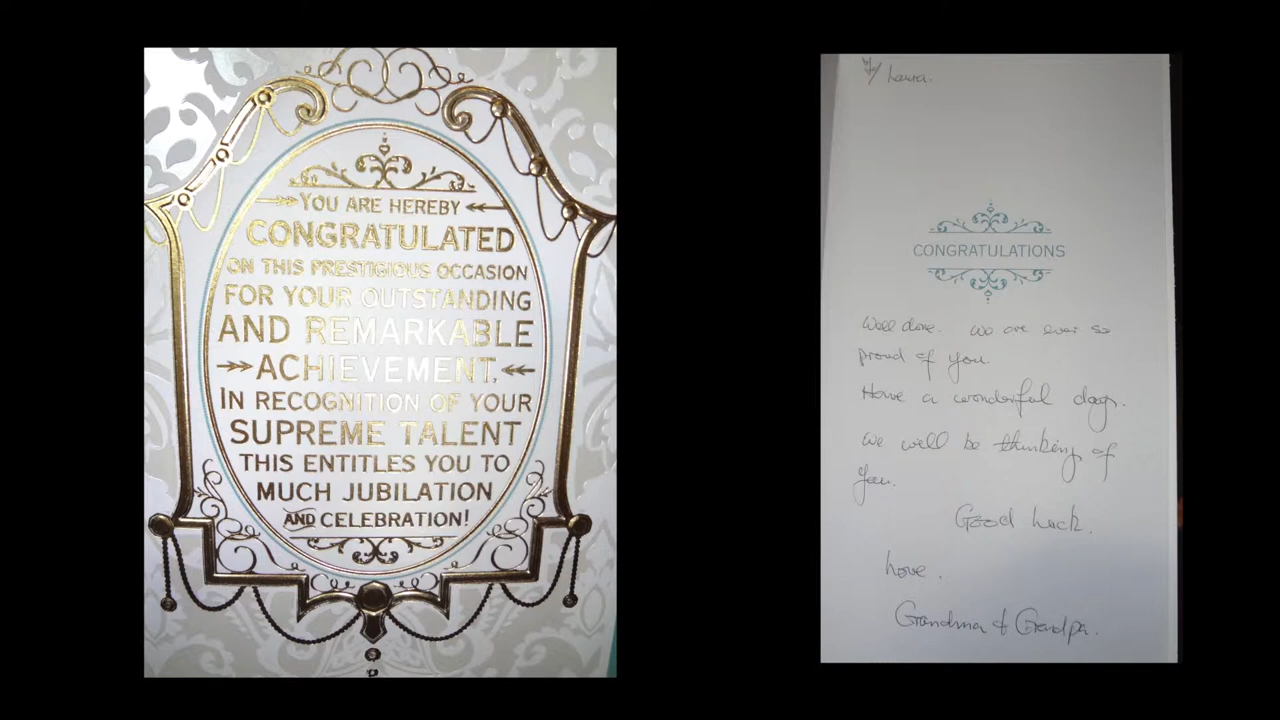 YOU ARE HEREBY
CONGRATULATED
ON THIS PRESTIGIOUS OCCASION
FOR YOUR OUTSTANDING
AND REMARKABLE
ACHIEVEMENT.
IN RECOGNITION OF YOUR
SUPREME TALENT
THIS ENTITLES YOU TO
MUCH JUBILATION
AND CELEBRATION!
Laura.
CONGRATULATIONS
Well done. We are ever so
proud of you.
Have a wonderful day.
We will be thinking of
you.
Good Luck.
Love.
Grandma & Grandpa.